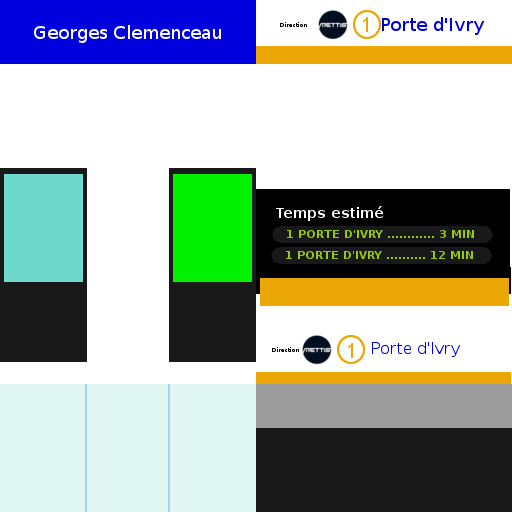 Georges Clemenceau
Direction METTIS 1 Porte d'Ivry
Temps estimé
1 PORTE D'IVRY ............ 3 MIN
1 PORTE D'IVRY .......... 12 MIN
Direction METTIS 1 Porte d'Ivry